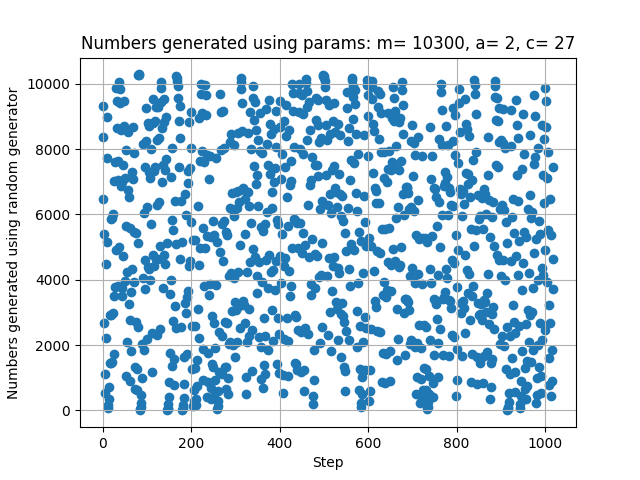 Numbers generated using params: m= 10300, a= 2, c= 27
10000
8000
6000
4000
2000
0
Numbers generated using random generator
0 200 400 600 800 1000
Step